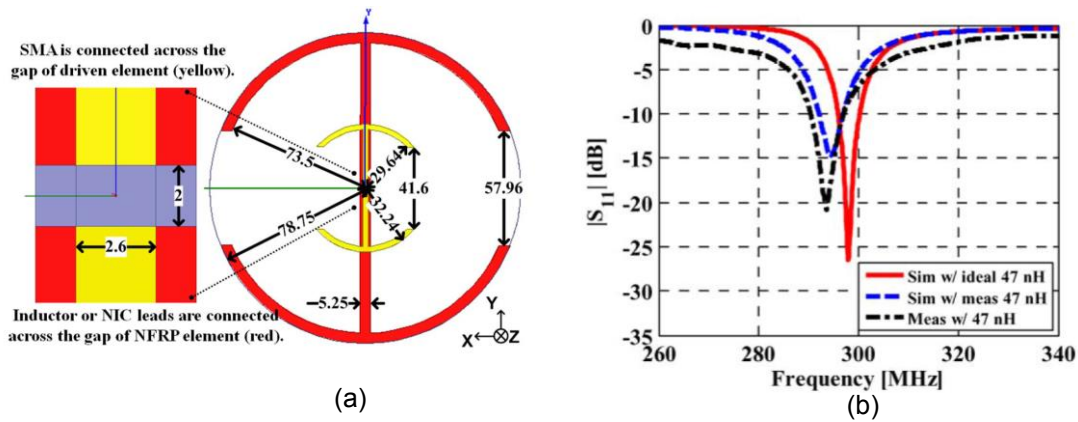 SMA is connected across the
gap of driven element (yellow).
2
2.6
Inductor or NIC leads are connected
across the gap of NFRP element (red).
Y
73.5
29.64
41.6
57.96
78.75
32.24
5.25
Y
X
Z
(a)
|S11| [dB]
0
-5
-10
-15
-20
-25
-30
-35
260
280
300
320
340
Frequency [MHz]
Sim w/ ideal 47 nH
Sim w/ meas 47 nH
Meas w/ 47 nH
(b)